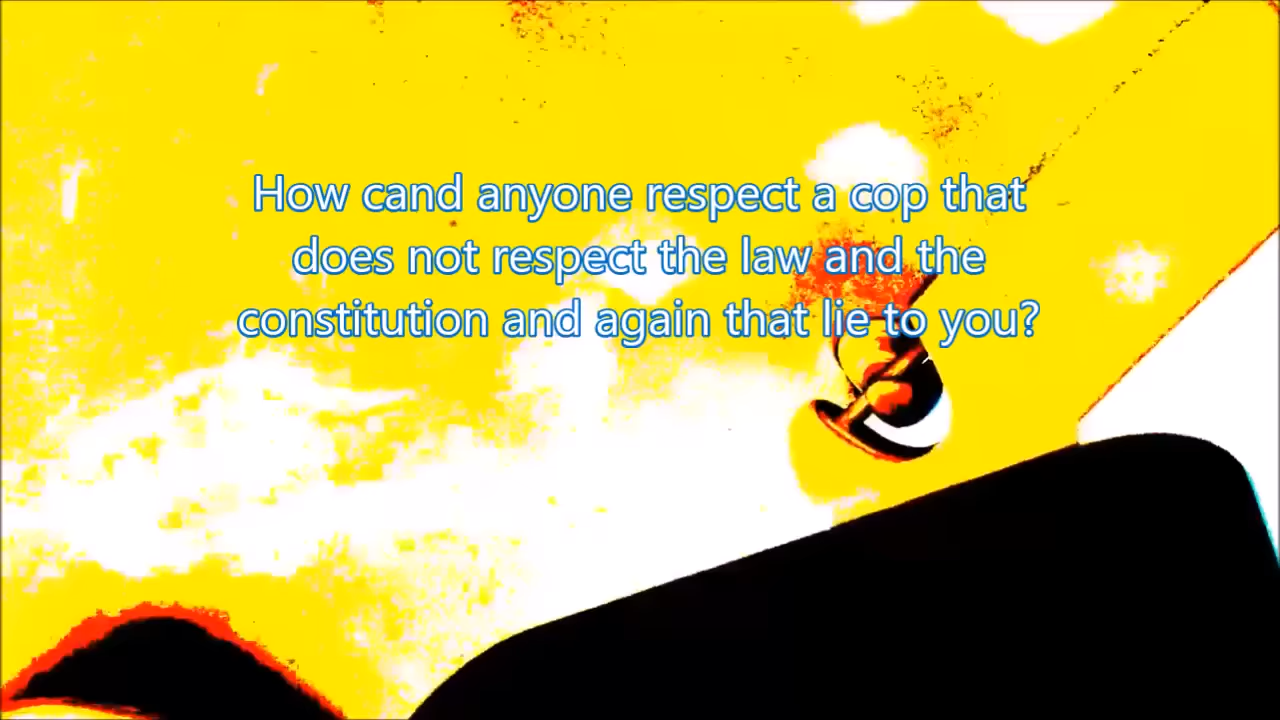 How cand anyone respect a cop that
does not respect the law and the
constitution and again that lie to you?